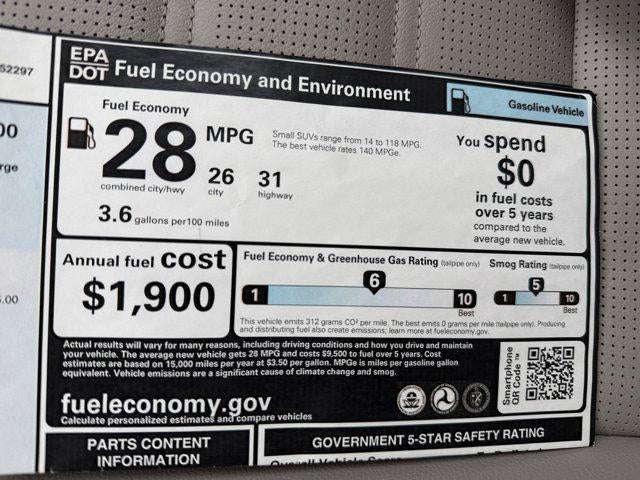 52297
EPA
DOT Fuel Economy and Environment
Gasoline Vehicle
Fuel Economy
28 MPG
combined city/hwy
26
city
31
highway
Small SUVs range from 14 to 118 MPG.
The best vehicle rates 140 MPGe.
3.6 gallons per 100 miles
You spend
$0
in fuel costs
over 5 years
compared to the
average new vehicle.
Annual fuel cost
$1,900
Fuel Economy & Greenhouse Gas Rating (tailpipe only)
1 6 10
Best
Smog Rating (tailpipe only)
1 5 10
Best
This vehicle emits 312 grams CO² per mile. The best emits 0 grams per mile (tailpipe only). Producing
and distributing fuel also create emissions; learn more at fueleconomy.gov.
Actual results will vary for many reasons, including driving conditions and how you drive and maintain
your vehicle. The average new vehicle gets 28 MPG and costs $9,500 to fuel over 5 years. Cost
estimates are based on 15,000 miles per year at $3.50 per gallon. MPGe is miles per gasoline gallon
equivalent. Vehicle emissions are a significant cause of climate change and smog.
fueleconomy.gov
Calculate personalized estimates and compare vehicles
Smartphone
QR Code™
PARTS CONTENT
INFORMATION
GOVERNMENT 5-STAR SAFETY RATING
Overall Vehicle Score